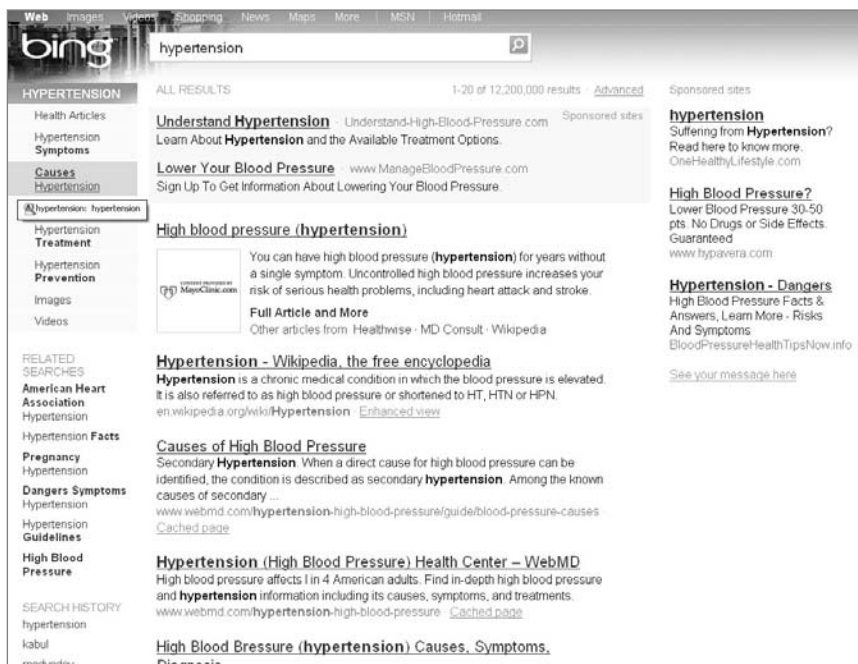 Web Images Videos Shopping News Maps More | MSN | Hotmail
bing
hypertension
HYPERTENSION
Health Articles
Hypertension
Symptoms
Causes
Hypertension
hypertension: hypertension
Hypertension
Treatment
Hypertension
Prevention
Images
Videos
RELATED
SEARCHES
American Heart
Association
Hypertension
Hypertension Facts
Pregnancy
Hypertension
Dangers Symptoms
Hypertension
Hypertension
Guidelines
High Blood
Pressure
SEARCH HISTORY
hypertension
kabul
ALL RESULTS
1-20 of 12,200,000 results · Advanced
Understand Hypertension · Understand-High-Blood-Pressure.com
Sponsored sites
Learn About Hypertension and the Available Treatment Options.
Lower Your Blood Pressure · www.ManageBloodPressure.com
Sign Up To Get Information About Lowering Your Blood Pressure.
High blood pressure (hypertension)
CONTENT PROVIDED BY
MayoClinic.com
You can have high blood pressure (hypertension) for years without
a single symptom. Uncontrolled high blood pressure increases your
risk of serious health problems, including heart attack and stroke.
Full Article and More
Other articles from Healthwise · MD Consult · Wikipedia
Hypertension - Wikipedia, the free encyclopedia
Hypertension is a chronic medical condition in which the blood pressure is elevated.
It is also referred to as high blood pressure or shortened to HT, HTN or HPN.
en.wikipedia.org/wiki/Hypertension · Enhanced view
Causes of High Blood Pressure
Secondary Hypertension. When a direct cause for high blood pressure can be
identified, the condition is described as secondary hypertension. Among the known
causes of secondary ...
www.webmd.com/hypertension-high-blood-pressure/guide/blood-pressure-causes ·
Cached page
Hypertension (High Blood Pressure) Health Center – WebMD
High blood pressure affects l in 4 American adults. Find in-depth high blood pressure
and hypertension information including its causes, symptoms, and treatments.
www.webmd.com/hypertension-high-blood-pressure · Cached page
High Blood Bressure (hypertension) Causes, Symptoms,
Diagnosis
Sponsored sites
hypertension
Suffering from Hypertension?
Read here to know more.
OneHealthyLifestyle.com
High Blood Pressure?
Lower Blood Pressure 30-50
pts. No Drugs or Side Effects.
Guaranteed
www.hypavera.com
Hypertension - Dangers
High Blood Pressure Facts &
Answers, Learn More - Risks
And Symptoms
BloodPressureHealthTipsNow.info
See your message here